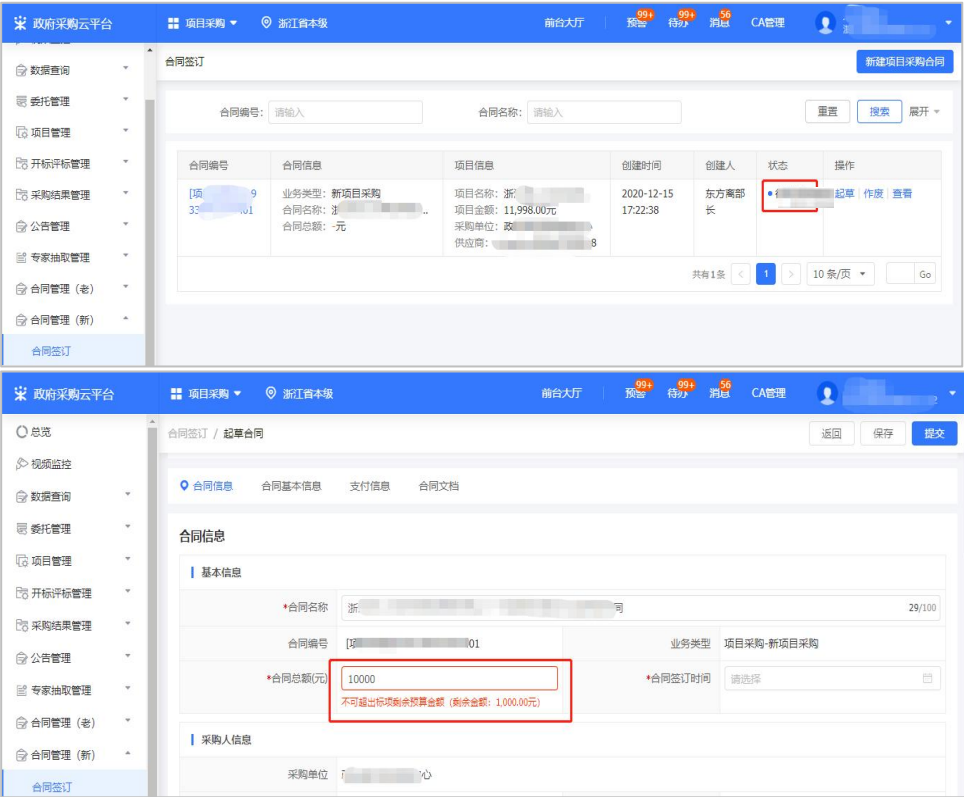 政府采购云平台 项目采购 浙江省本级 前台大厅 预警 99+ 待办 99+ 消息 56 CA管理
数据查询
委托管理
项目管理
开标评标管理
采购结果管理
公告管理
专家抽取管理
合同管理（老）
合同管理（新）
合同签订
合同签订 新建项目采购合同
合同编号: 请输入 合同名称: 请输入 重置 搜索 展开
合同编号 合同信息 项目信息 创建时间 创建人 状态 操作
[项 9 业务类型: 新项目采购 项目名称: 浙 2020-12-15 东方离部 起草 作废 查看
33 .01 合同名称: .. 项目金额: 11,998.00元 17:22:38 长
合同总额: -元 采购单位: 政
供应商: 8
共有1条 < 1 > 10 条/页 Go
政府采购云平台 项目采购 浙江省本级 前台大厅 预警 99+ 待办 99+ 消息 56 CA管理
总览
视频监控
数据查询
委托管理
项目管理
开标评标管理
采购结果管理
公告管理
专家抽取管理
合同管理（老）
合同管理（新）
合同签订
合同签订 / 起草合同 返回 保存 提交
合同信息 合同基本信息 支付信息 合同文档
合同信息
基本信息
*合同名称 浙 同 29/100
合同编号 [项 01 业务类型 项目采购-新项目采购
*合同总额(元) 10000 *合同签订时间 请选择
不可超出标项剩余预算金额（剩余金额：1,000.00元）
采购人信息
采购单位 心